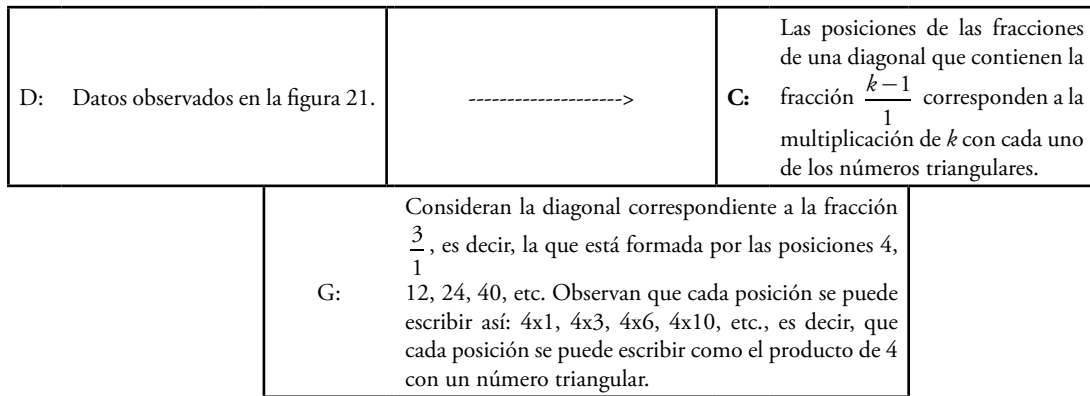 Las posiciones de las fracciones
de una diagonal que contienen la
D: Datos observados en la figura 21. --------------------> C: fracción (k−1)/1 corresponden a la
multiplicación de k con cada uno
de los números triangulares.
Consideran la diagonal correspondiente a la fracción
3/1, es decir, la que está formada por las posiciones 4,
G: 12, 24, 40, etc. Observan que cada posición se puede
escribir así: 4x1, 4x3, 4x6, 4x10, etc., es decir, que
cada posición se puede escribir como el producto de 4
con un número triangular.